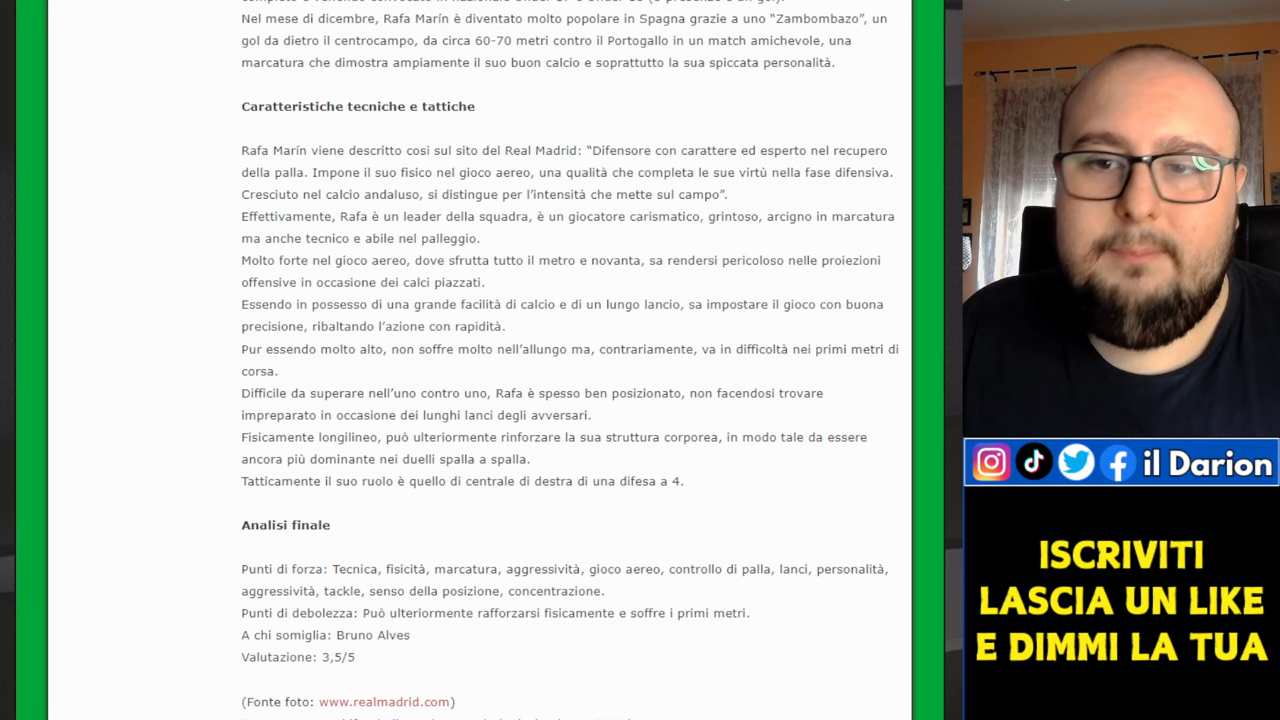 Nel mese di dicembre, Rafa Marín è diventato molto popolare in Spagna grazie a uno “Zambombazo”, un
gol da dietro il centrocampo, da circa 60-70 metri contro il Portogallo in un match amichevole, una
marcatura che dimostra ampiamente il suo buon calcio e soprattutto la sua spiccata personalità.
Caratteristiche tecniche e tattiche
Rafa Marín viene descritto così sul sito del Real Madrid: “Difensore con carattere ed esperto nel recupero
della palla. Impone il suo fisico nel gioco aereo, una qualità che completa le sue virtù nella fase difensiva.
Cresciuto nel calcio andaluso, si distingue per l’intensità che mette sul campo”.
Effettivamente, Rafa è un leader della squadra, è un giocatore carismatico, grintoso, arcigno in marcatura
ma anche tecnico e abile nel palleggio.
Molto forte nel gioco aereo, dove sfrutta tutto il metro e novanta, sa rendersi pericoloso nelle proiezioni
offensive in occasione dei calci piazzati.
Essendo in possesso di una grande facilità di calcio e di un lungo lancio, sa impostare il gioco con buona
precisione, ribaltando l’azione con rapidità.
Pur essendo molto alto, non soffre molto nell’allungo ma, contrariamente, va in difficoltà nei primi metri di
corsa.
Difficile da superare nell’uno contro uno, Rafa è spesso ben posizionato, non facendosi trovare
impreparato in occasione dei lunghi lanci degli avversari.
Fisicamente longilineo, può ulteriormente rinforzare la sua struttura corporea, in modo tale da essere
ancora più dominante nei duelli spalla a spalla.
Tatticamente il suo ruolo è quello di centrale di destra di una difesa a 4.
Analisi finale
Punti di forza: Tecnica, fisicità, marcatura, aggressività, gioco aereo, controllo di palla, lanci, personalità,
aggressività, tackle, senso della posizione, concentrazione.
Punti di debolezza: Può ulteriormente rafforzarsi fisicamente e soffre i primi metri.
A chi somiglia: Bruno Alves
Valutazione: 3,5/5
(Fonte foto: www.realmadrid.com)
il Darion
ISCRIVITI
LASCIA UN LIKE
E DIMMI LA TUA